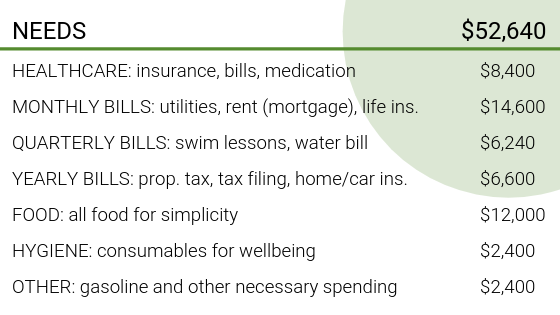 NEEDS $52,640
HEALTHCARE: insurance, bills, medication $8,400
MONTHLY BILLS: utilities, rent (mortgage), life ins. $14,600
QUARTERLY BILLS: swim lessons, water bill $6,240
YEARLY BILLS: prop. tax, tax filing, home/car ins. $6,600
FOOD: all food for simplicity $12,000
HYGIENE: consumables for wellbeing $2,400
OTHER: gasoline and other necessary spending $2,400